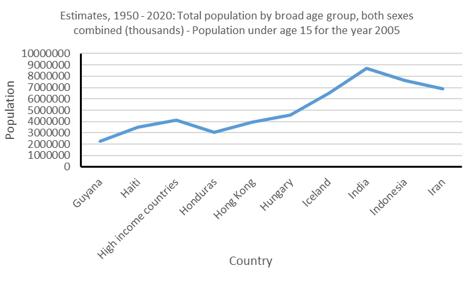 Estimates, 1950 - 2020: Total population by broad age group, both sexes
combined (thousands) - Population under age 15 for the year 2005
Population
10000000
9000000
8000000
7000000
6000000
5000000
4000000
3000000
2000000
1000000
0
Guyana
Haiti
High income countries
Honduras
Hong Kong
Hungary
Iceland
India
Indonesia
Iran
Country